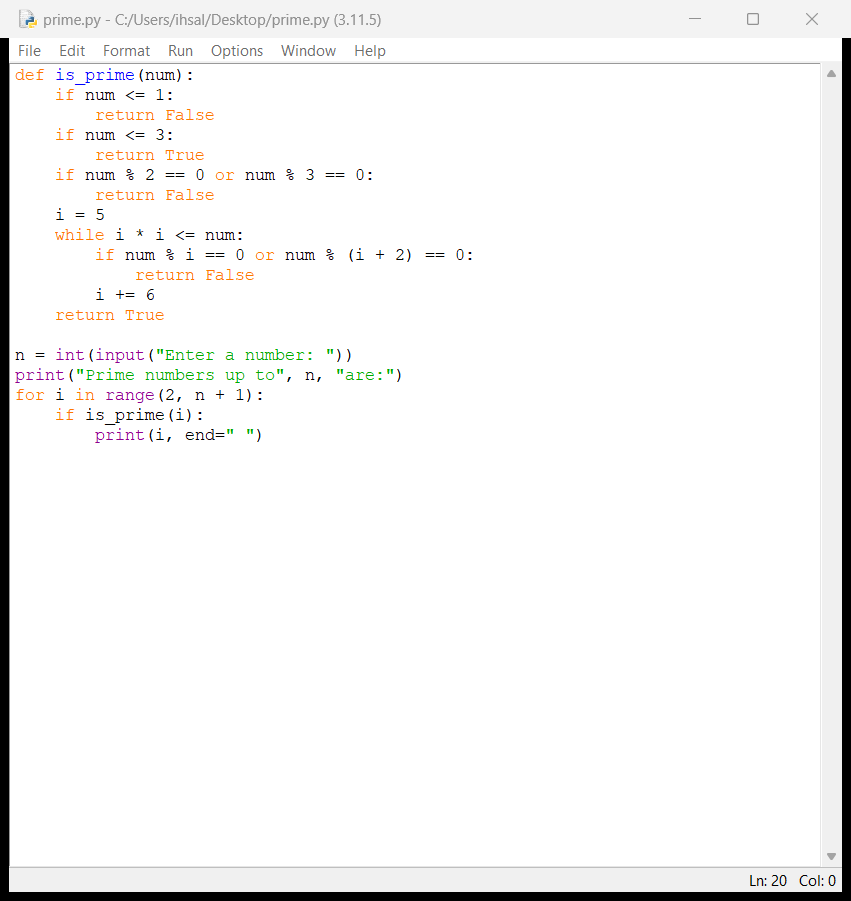 prime.py - C:/Users/ihsal/Desktop/prime.py (3.11.5)
File Edit Format Run Options Window Help
def is_prime(num):
    if num <= 1:
        return False
    if num <= 3:
        return True
    if num % 2 == 0 or num % 3 == 0:
        return False
    i = 5
    while i * i <= num:
        if num % i == 0 or num % (i + 2) == 0:
            return False
        i += 6
    return True

n = int(input("Enter a number: "))
print("Prime numbers up to", n, "are:")
for i in range(2, n + 1):
    if is_prime(i):
        print(i, end=" ")
Ln: 20 Col: 0